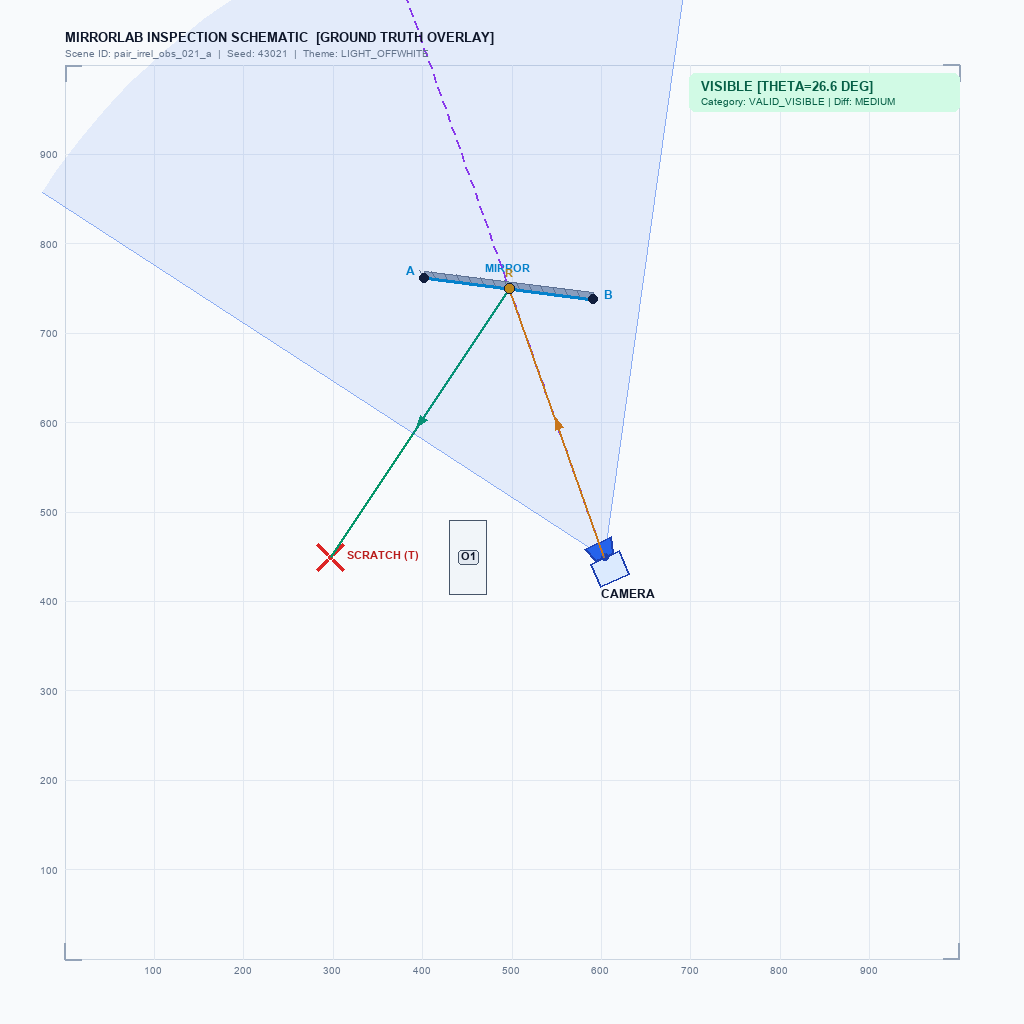 MIRRORLAB INSPECTION SCHEMATIC [GROUND TRUTH OVERLAY]
Scene ID: pair_irrel_obs_021_a | Seed: 43021 | Theme: LIGHT_OFFWHITE
VISIBLE [THETA=26.6 DEG]
Category: VALID_VISIBLE | Diff: MEDIUM
900
800
700
600
500
400
300
200
100
A
MIRROR
R
B
SCRATCH (T)
O1
CAMERA
100
200
300
400
500
600
700
800
900